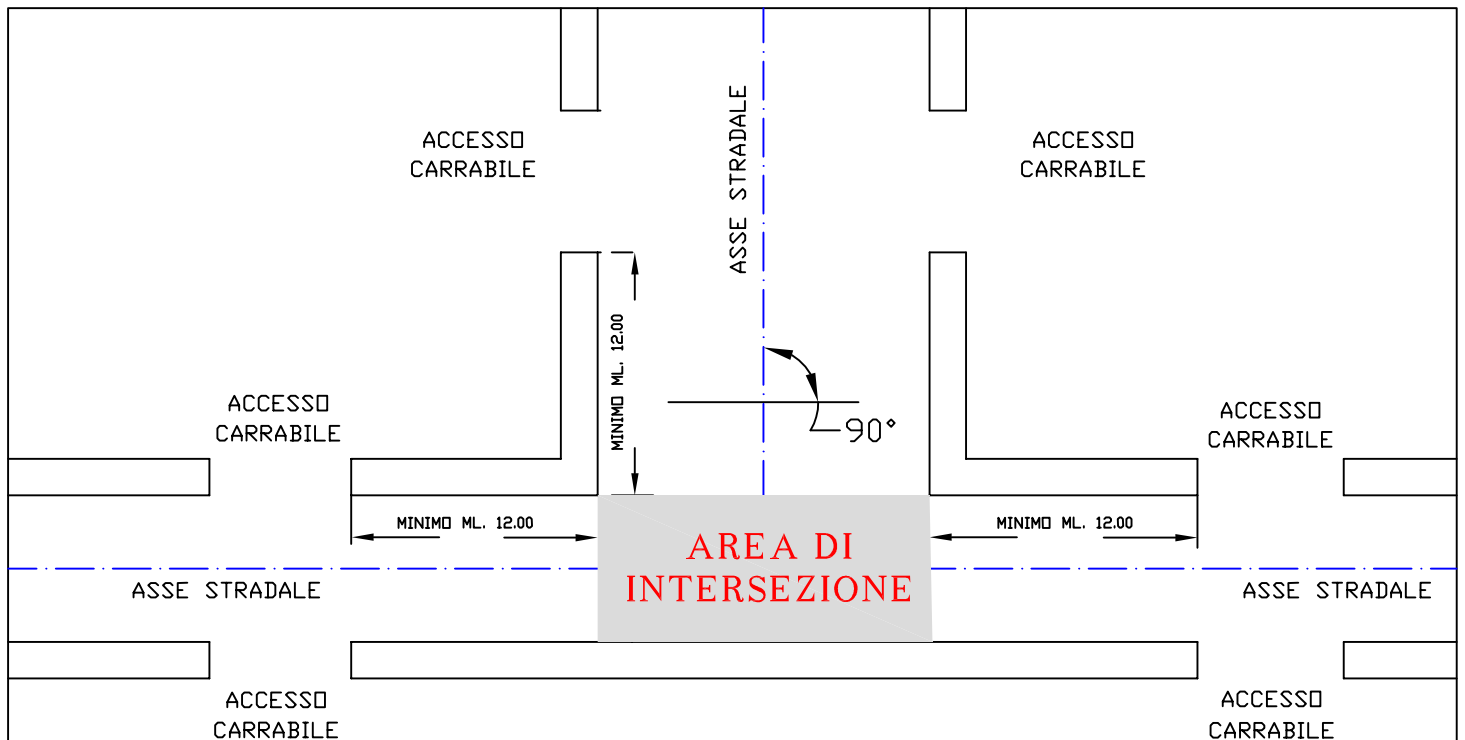 ACCESSO
CARRABILE
ASSE STRADALE
ACCESSO
CARRABILE
MINIMO ML. 12.00
90°
ACCESSO
CARRABILE
ACCESSO
CARRABILE
MINIMO ML. 12.00
AREA DI
INTERSEZIONE
MINIMO ML. 12.00
ASSE STRADALE
ASSE STRADALE
ACCESSO
CARRABILE
ACCESSO
CARRABILE